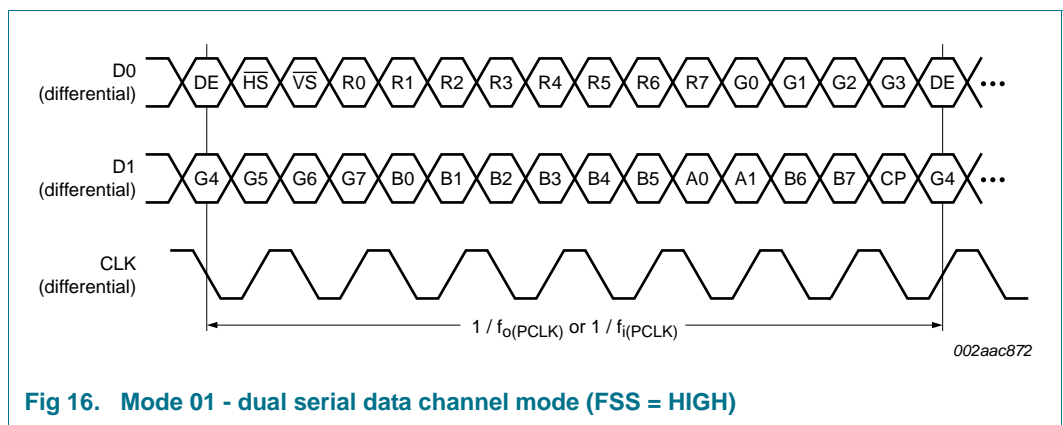 D0
(differential)
DE H̅S̅ V̅S̅ R0 R1 R2 R3 R4 R5 R6 R7 G0 G1 G2 G3 DE •••
D1
(differential)
G4 G5 G6 G7 B0 B1 B2 B3 B4 B5 A0 A1 B6 B7 CP G4 •••
CLK
(differential)
1 / fo(PCLK) or 1 / fi(PCLK)
002aac872
Fig 16. Mode 01 - dual serial data channel mode (FSS = HIGH)